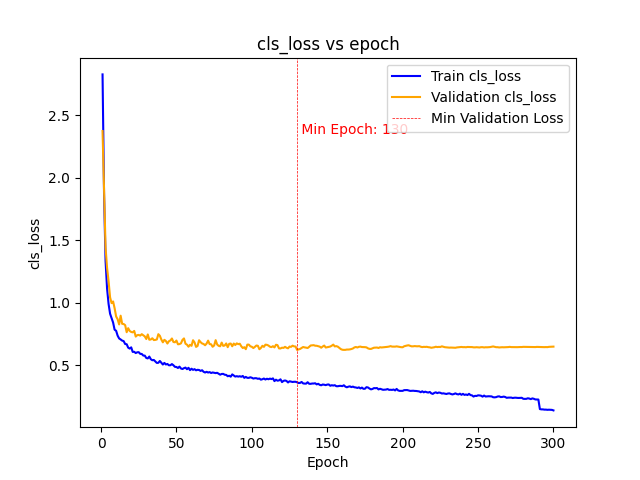 cls_loss vs epoch
Train cls_loss
Validation cls_loss
Min Validation Loss
Min Epoch: 130
cls_loss
2.5
2.0
1.5
1.0
0.5
0
50
100
150
200
250
300
Epoch